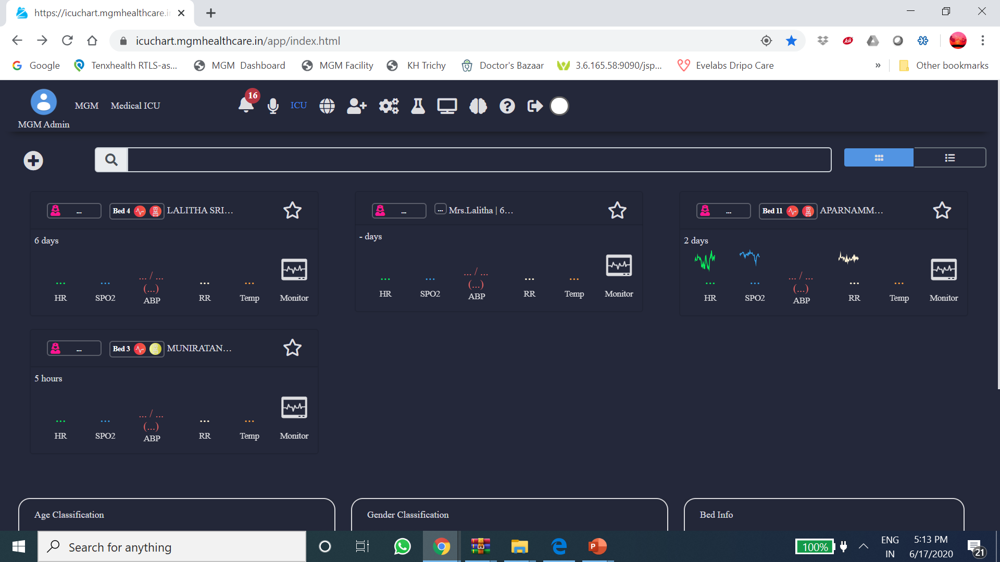 https://icuchart.mgmhealthcare.in
icuchart.mgmhealthcare.in/app/index.html
Ask
Google Tenxhealth RTLS-as... MGM Dashboard MGM Facility KH Trichy Doctor's Bazaar 3.6.165.58:9090/jsp... Evelabs Dripo Care » Other bookmarks
16
MGM Medical ICU ICU
MGM Admin
... Bed 4 LALITHA SRI...
6 days
... ... ... / ... (...) ... ...
HR SPO2 ABP RR Temp Monitor
... ... Mrs.Lalitha | 6...
- days
... ... ... / ... (...) ... ...
HR SPO2 ABP RR Temp Monitor
... Bed 11 APARNAMM...
2 days
... ... ... / ... (...) ... ...
HR SPO2 ABP RR Temp Monitor
... Bed 3 MUNIRATAN...
5 hours
... ... ... / ... (...) ... ...
HR SPO2 ABP RR Temp Monitor
Age Classification Gender Classification Bed Info
Search for anything
100%
ENG
IN
5:13 PM
6/17/2020
21